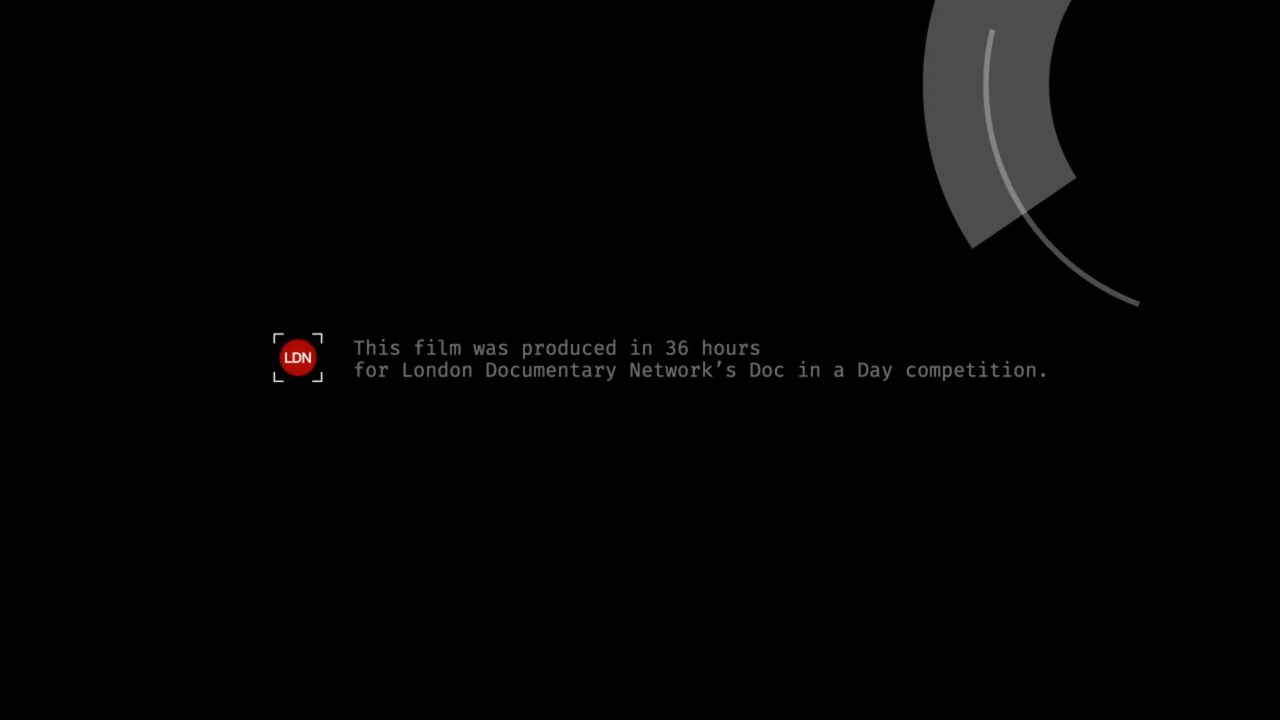 LDN
This film was produced in 36 hours
for London Documentary Network’s Doc in a Day competition.